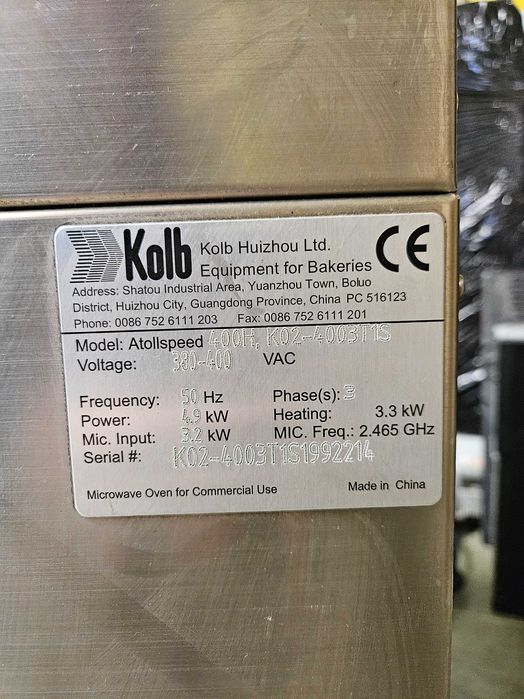 Kolb
Kolb Huizhou Ltd.
Equipment for Bakeries
CE
Address: Shatou Industrial Area, Yuanzhou Town, Boluo
District, Huizhou City, Guangdong Province, China PC 516123
Phone: 0086 752 6111 203 Fax: 0086 752 6111 201
Model: Atollspeed 400H, K02-4003T1S
Voltage: 380-400 VAC
Frequency: 50 Hz Phase(s): 3
Power: 4.9 kW Heating: 3.3 kW
Mic. Input: 3.2 kW MIC. Freq.: 2.465 GHz
Serial #: K02-4003T1S1992214
Microwave Oven for Commercial Use Made in China